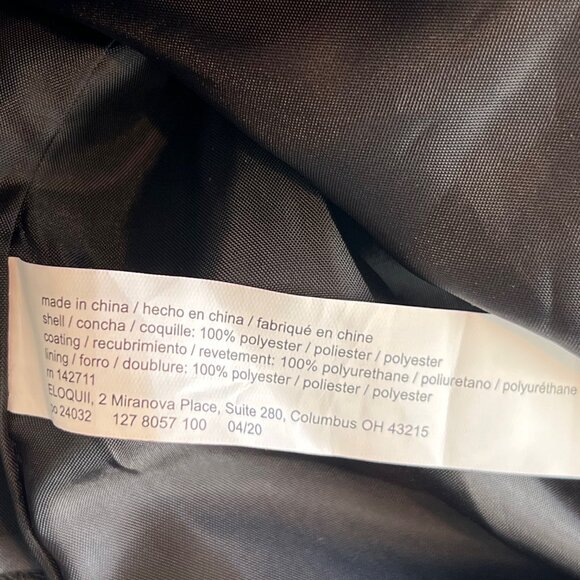 made in china / hecho en china / fabriqué en chine
shell / concha / coquille: 100% polyester / poliester / polyester
coating / recubrimiento / revetement: 100% polyurethane / poliuretano / polyuréthane
lining / forro / doublure: 100% polyester / poliester / polyester
m 142711
ELOQUII, 2 Miranova Place, Suite 280, Columbus OH 43215
po 24032 127 8057 100 04/20